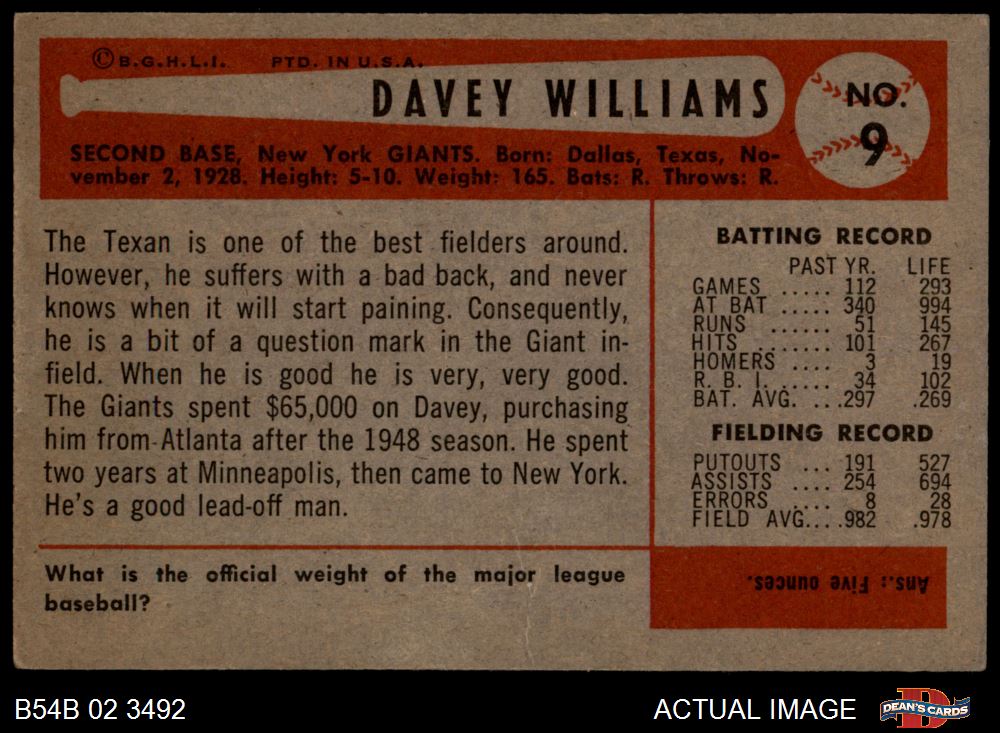 ©B.G.H.L.I. PTD. IN U.S.A.
DAVEY WILLIAMS
NO.
9
SECOND BASE, New York GIANTS. Born: Dallas, Texas, No-
vember 2, 1928. Height: 5-10. Weight: 165. Bats: R. Throws: R.
The Texan is one of the best fielders around.
However, he suffers with a bad back, and never
knows when it will start paining. Consequently,
he is a bit of a question mark in the Giant in-
field. When he is good he is very, very good.
The Giants spent $65,000 on Davey, purchasing
him from Atlanta after the 1948 season. He spent
two years at Minneapolis, then came to New York.
He's a good lead-off man.
BATTING RECORD
PAST YR. LIFE
GAMES ..... 112 293
AT BAT ..... 340 994
RUNS ...... 51 145
HITS ....... 101 267
HOMERS .... 3 19
R. B. I. ..... 34 102
BAT. AVG. ...297 .269
FIELDING RECORD
PUTOUTS ... 191 527
ASSISTS .... 254 694
ERRORS .... 8 28
FIELD AVG....982 .978
What is the official weight of the major league
baseball?
Ans.: Five ounces.
B54B 02 3492
ACTUAL IMAGE
D
DEAN'S CARDS